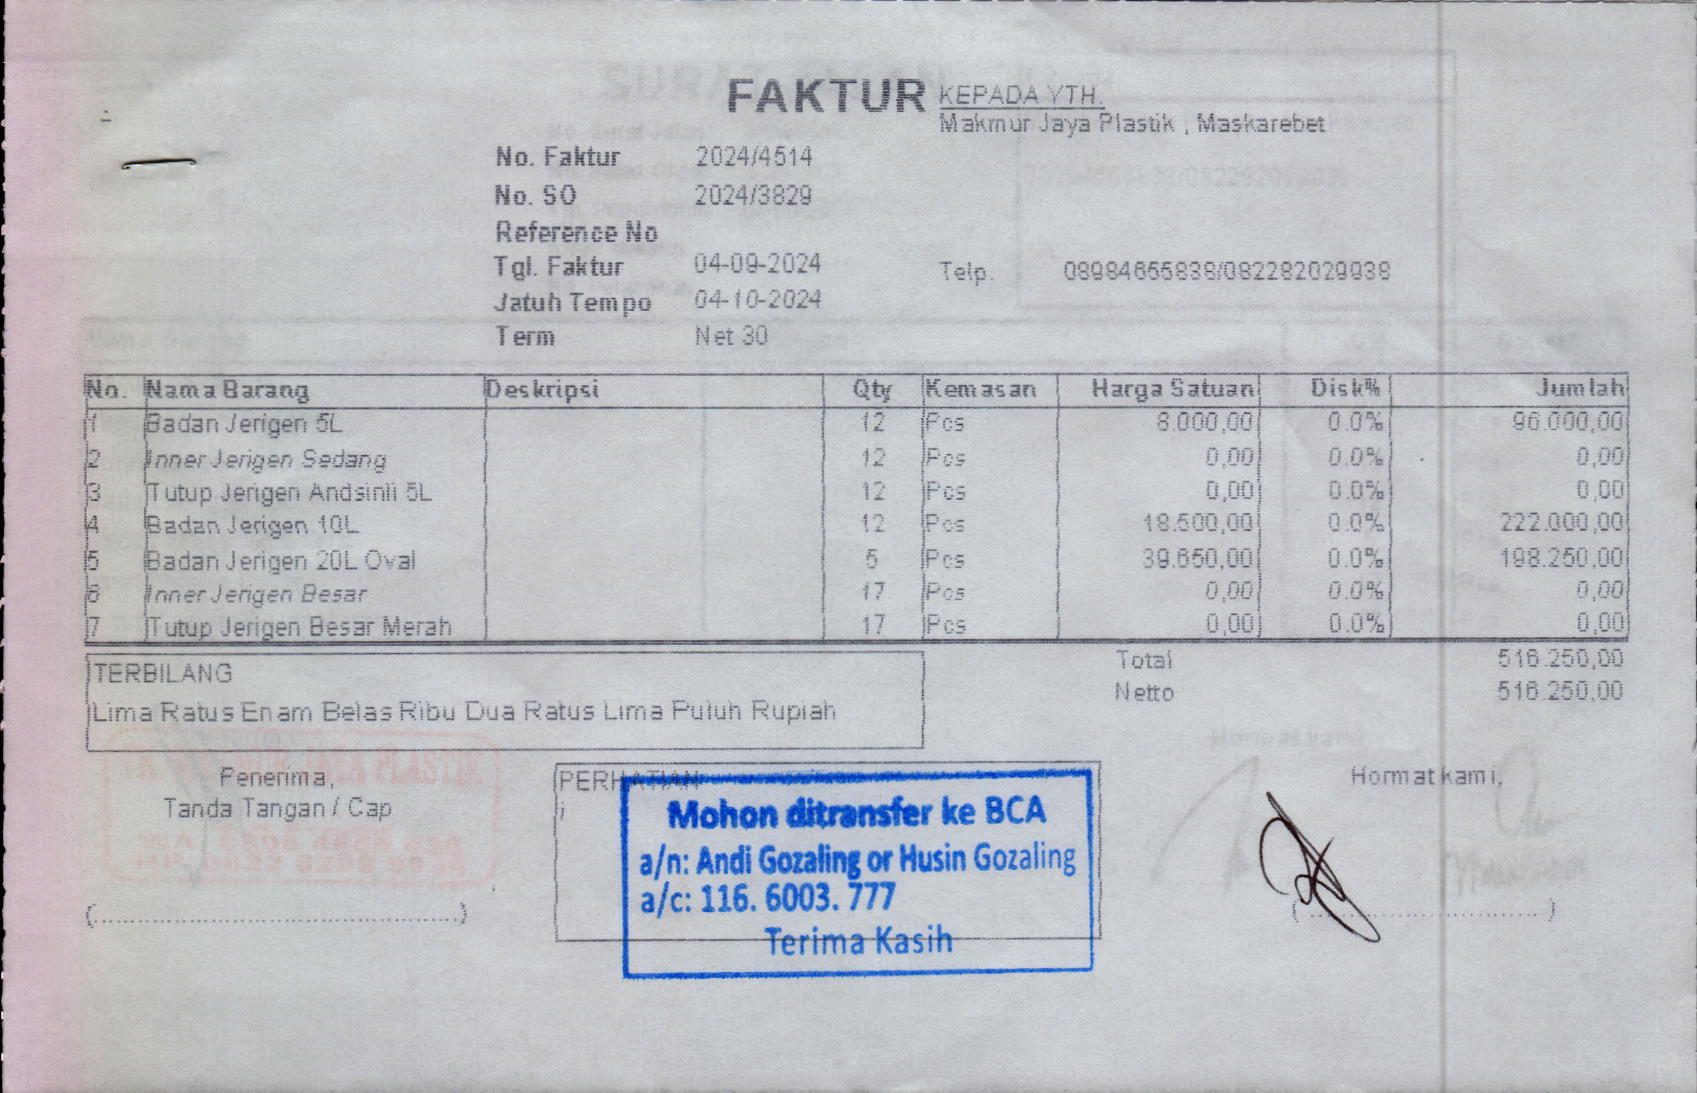 FAKTUR
KEPADA YTH.
Makmur Jaya Plastik , Maskarebet
No. Faktur 2024/4514
No. SO 2024/3829
Reference No
Tgl. Faktur 04-09-2024
Telp. 08984655838/082282029938
Jatuh Tempo 04-10-2024
Term Net 30
No. Nama Barang Deskripsi Qty Kemasan Harga Satuan Disk% Jumlah
1 Badan Jerigen 5L 12 Pcs 8.000,00 0.0% 96.000,00
2 Inner Jerigen Sedang 12 Pcs 0,00 0.0% 0,00
3 Tutup Jerigen Andsinli 5L 12 Pcs 0,00 0.0% 0,00
4 Badan Jerigen 10L 12 Pcs 18.500,00 0.0% 222.000,00
5 Badan Jerigen 20L Oval 5 Pcs 39.650,00 0.0% 198.250,00
6 Inner Jerigen Besar 17 Pcs 0,00 0.0% 0,00
7 Tutup Jerigen Besar Merah 17 Pcs 0,00 0.0% 0,00
Total 516.250,00
Netto 516.250,00
TERBILANG
Lima Ratus Enam Belas Ribu Dua Ratus Lima Puluh Rupiah
Penerima,
Tanda Tangan / Cap
(..........................................)
PERHATIAN
i
Mohon ditransfer ke BCA
a/n: Andi Gozaling or Husin Gozaling
a/c: 116. 6003. 777
Terima Kasih
Hormat kami,
(..............................)